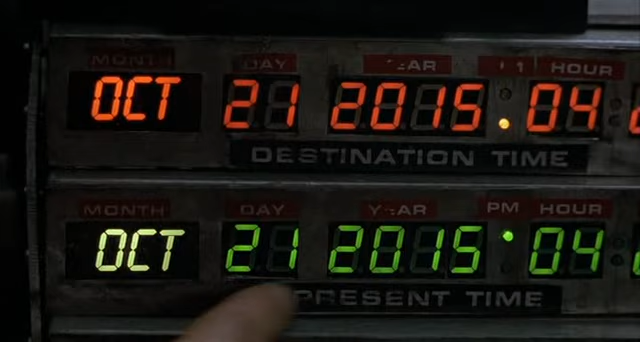 MONTH DAY YEAR HOUR
OCT 21 2015 04
DESTINATION TIME
MONTH DAY YEAR PM HOUR
OCT 21 2015 04
PRESENT TIME